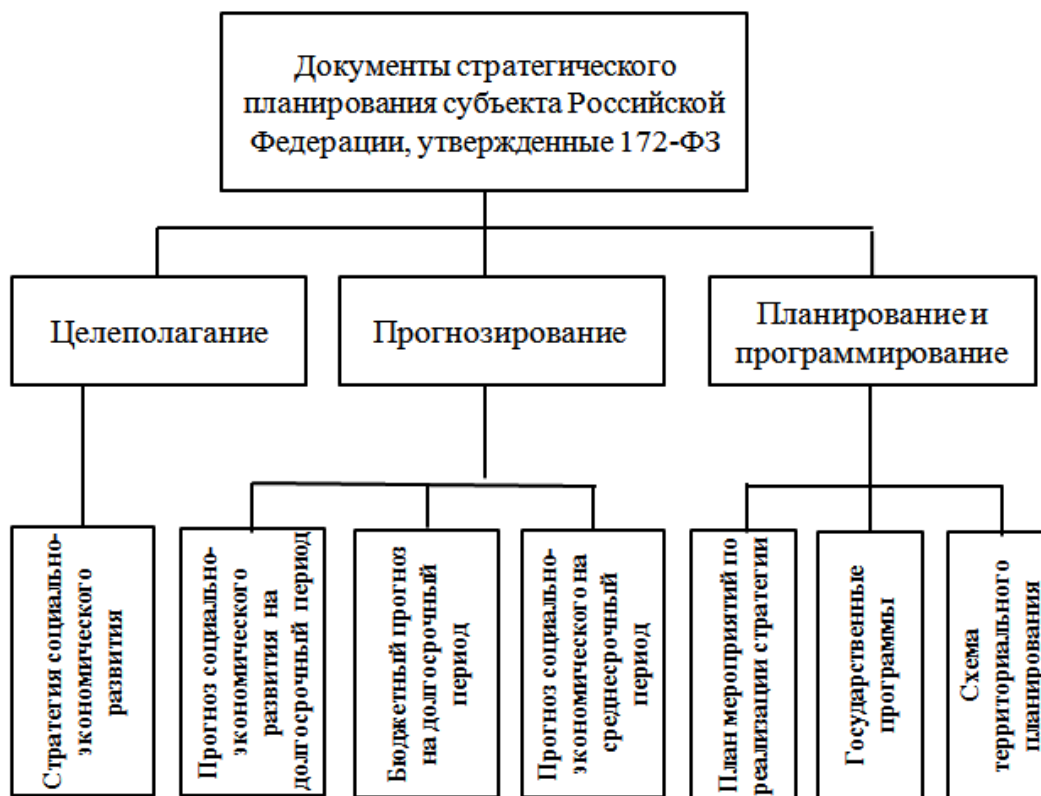 Документы стратегического
планирования субъекта Российской
Федерации, утвержденные 172-ФЗ
Целеполагание
Прогнозирование
Планирование и
программирование
Стратегия социально-
экономического
развития
Прогноз социально-
экономического
развития на
долгосрочный период
Бюджетный прогноз
на долгосрочный
период
Прогноз социально-
экономического на
среднесрочный
период
План мероприятий по
реализации стратегии
Государственные
программы
Схема
территориального
планирования